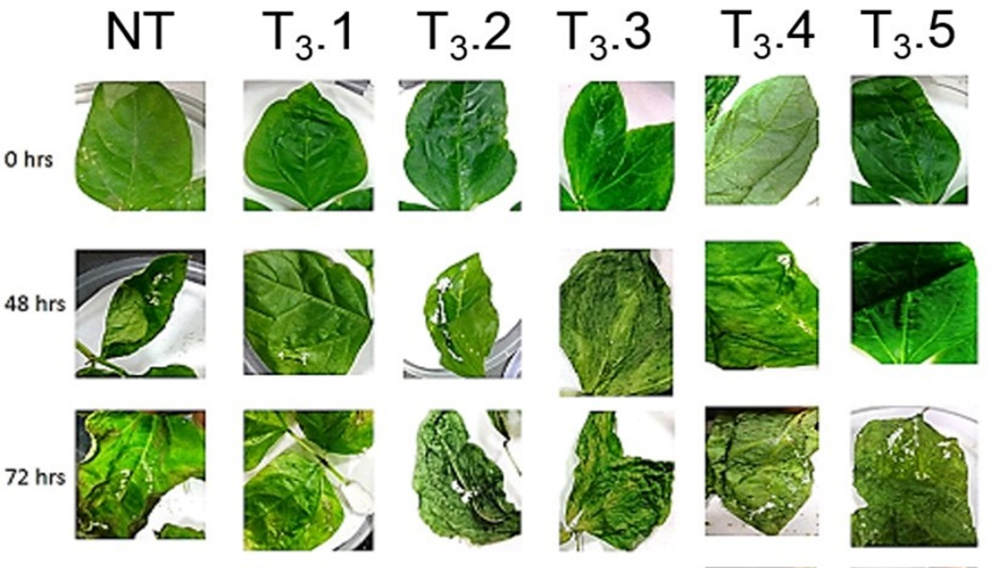 NT T₃.1 T₃.2 T₃.3 T₃.4 T₃.5
0 hrs
48 hrs
72 hrs